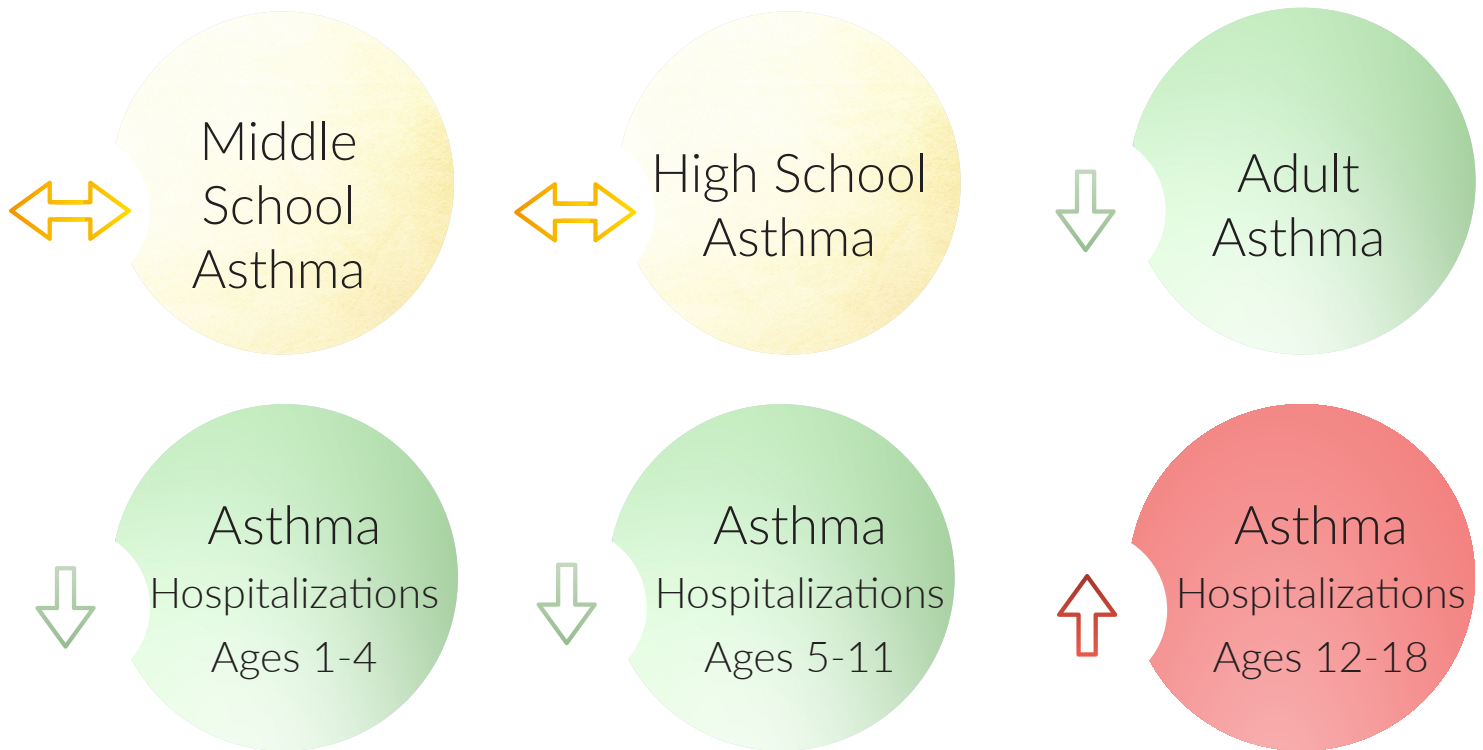 Middle
School
Asthma
High School
Asthma
Adult
Asthma
Asthma
Hospitalizations
Ages 1-4
Asthma
Hospitalizations
Ages 5-11
Asthma
Hospitalizations
Ages 12-18